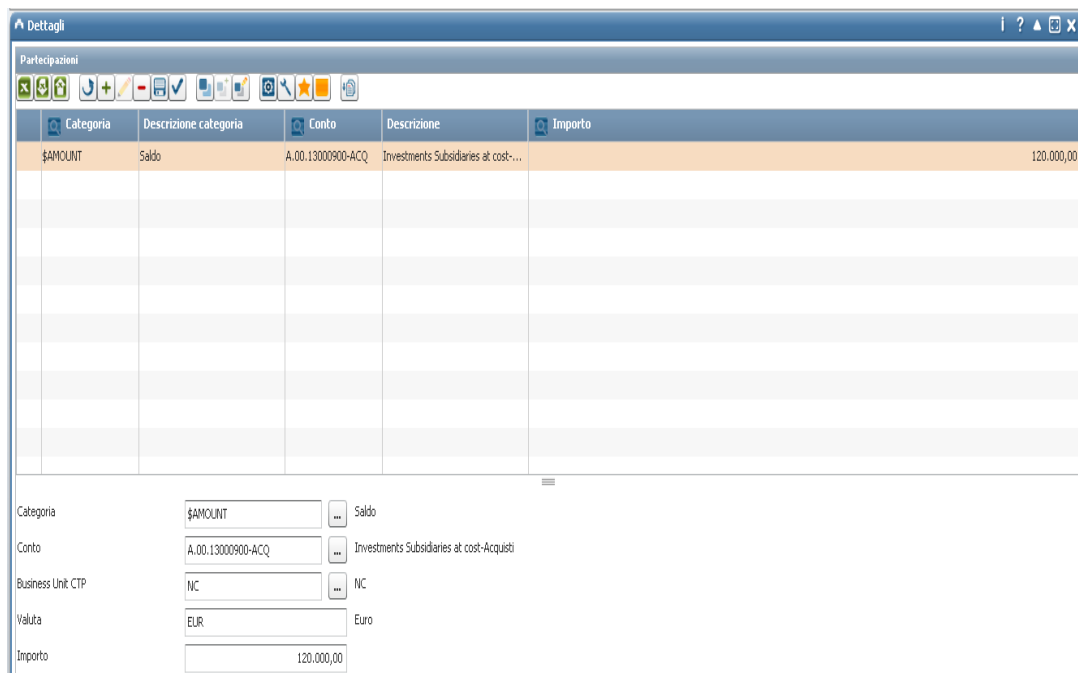 Dettagli
Partecipazioni
Categoria Descrizione categoria Conto Descrizione Importo
$AMOUNT Saldo A.00.13000900-ACQ Investments Subsidiaries at cost-... 120.000,00
Categoria $AMOUNT ... Saldo
Conto A.00.13000900-ACQ ... Investments Subsidiaries at cost-Acquisti
Business Unit CTP NC ... NC
Valuta EUR Euro
Importo 120.000,00